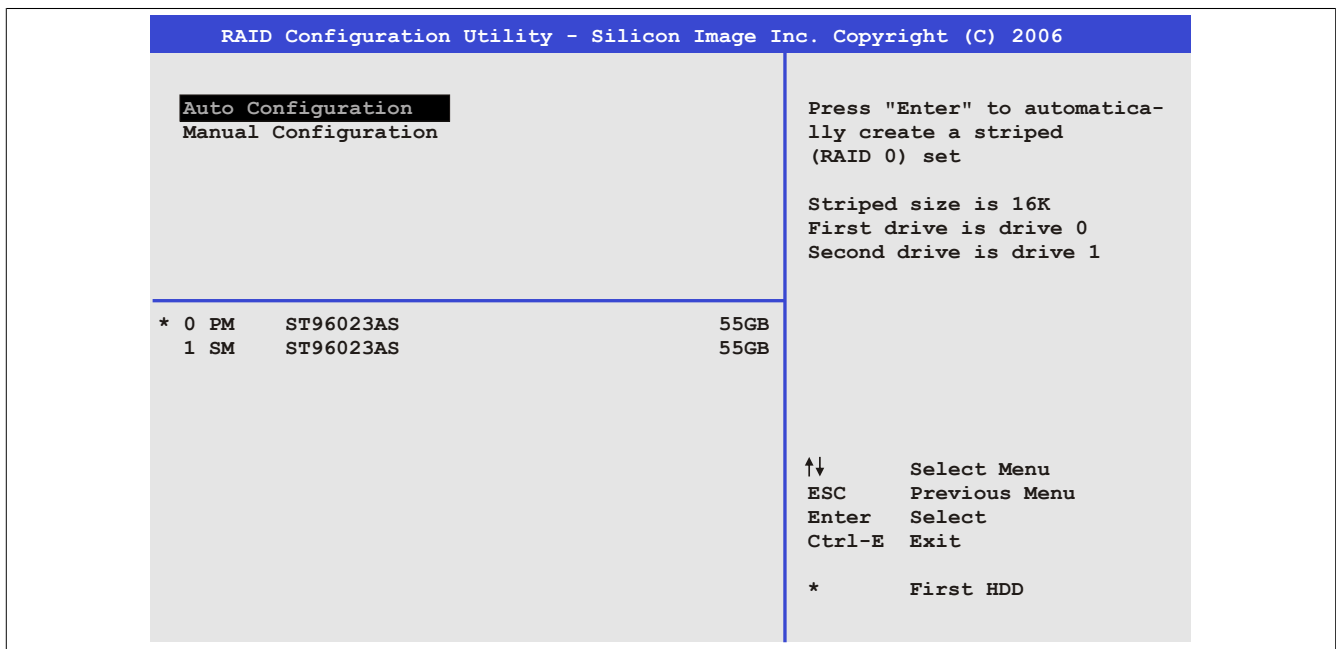 RAID Configuration Utility - Silicon Image Inc. Copyright (C) 2006
Auto Configuration
Manual Configuration
Press "Enter" to automatica-
lly create a striped
(RAID 0) set
Striped size is 16K
First drive is drive 0
Second drive is drive 1
* 0 PM ST96023AS 55GB
1 SM ST96023AS 55GB
↑↓ Select Menu
ESC Previous Menu
Enter Select
Ctrl-E Exit
* First HDD